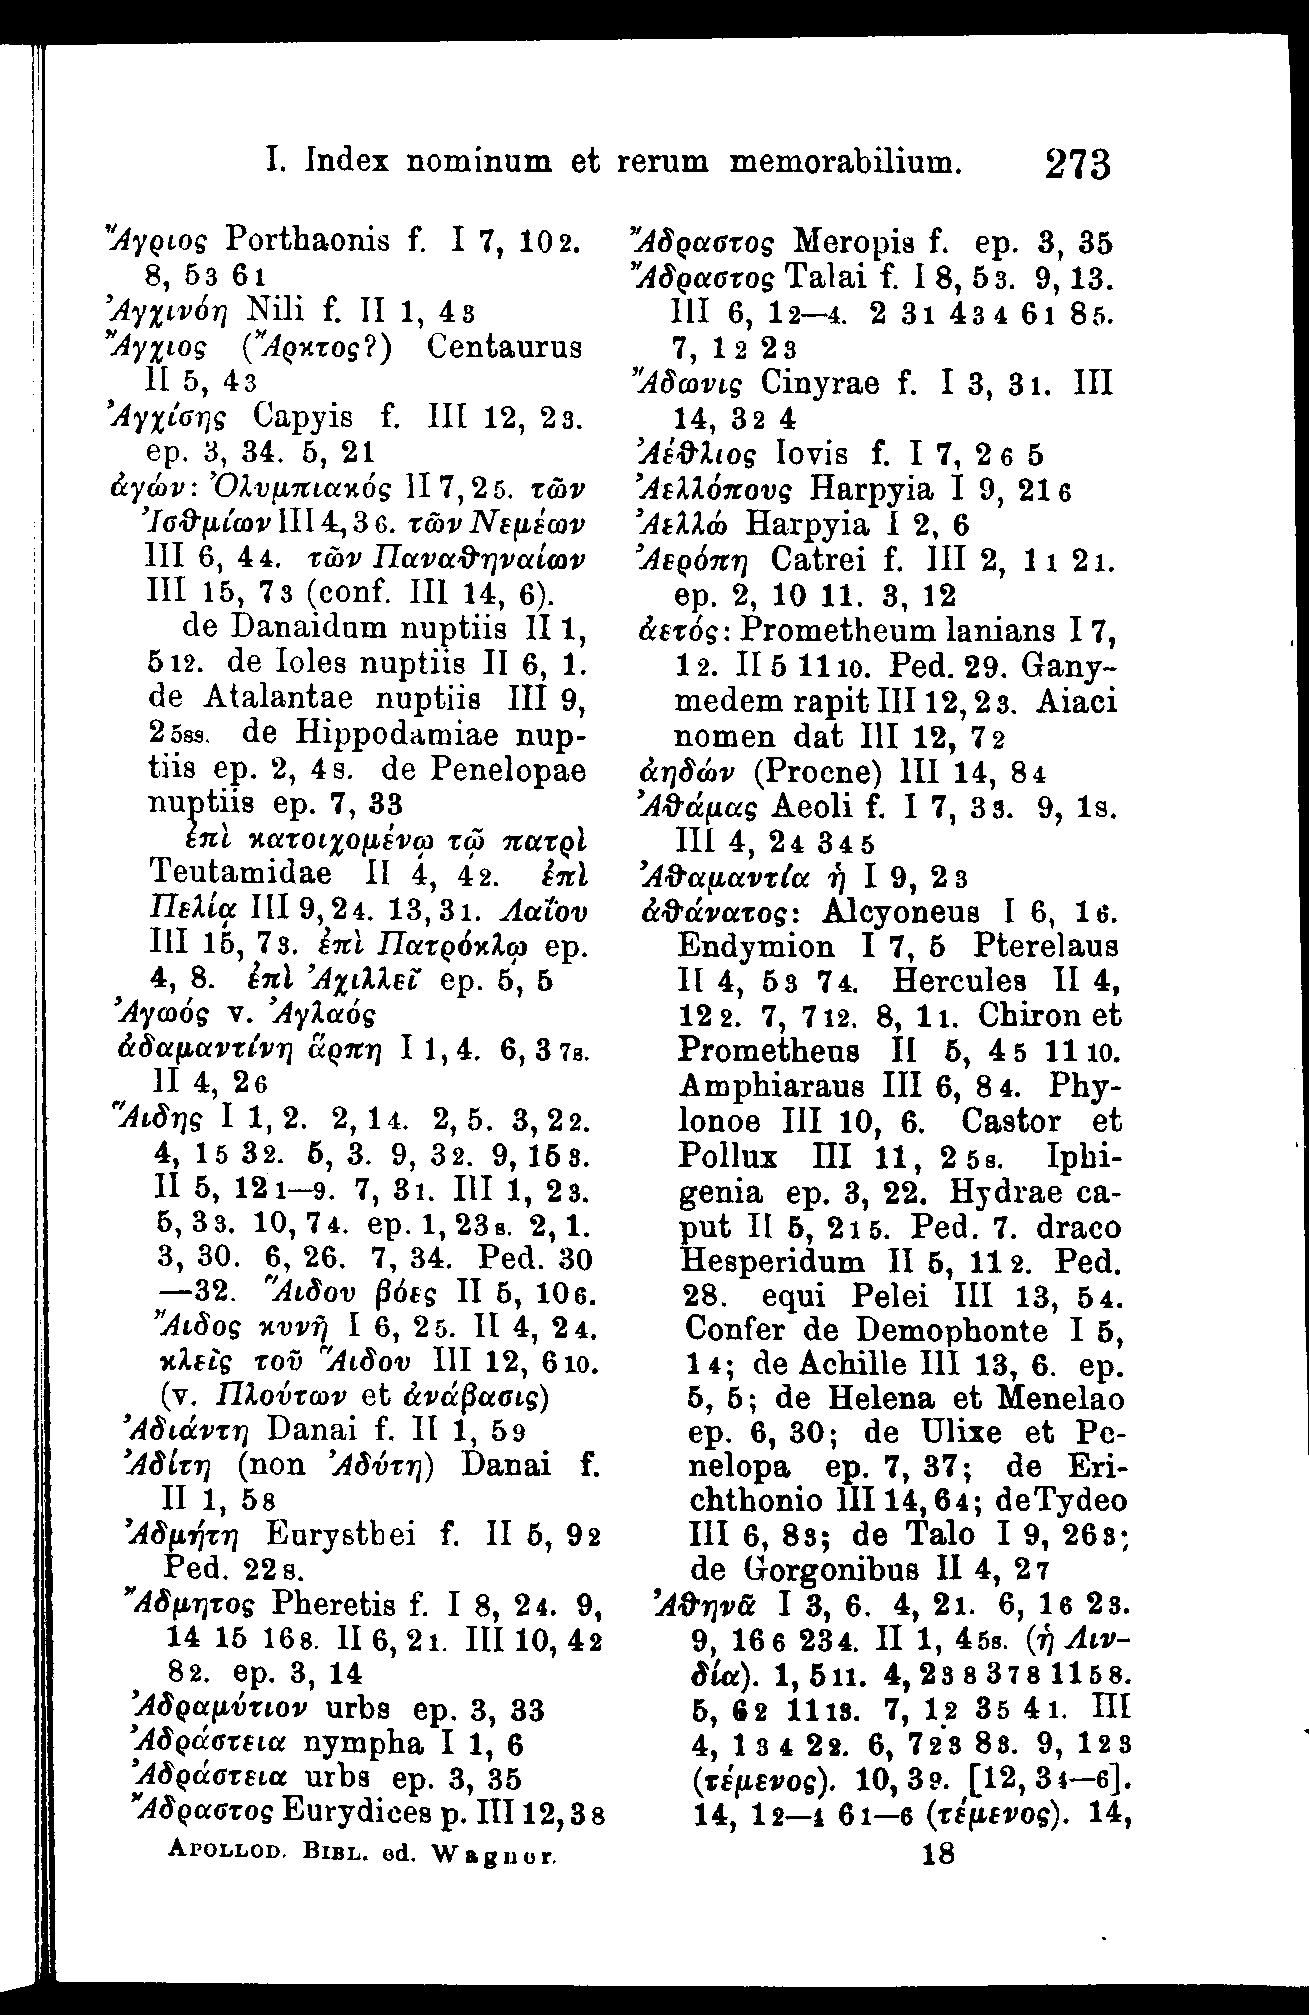 I. Index nominum et rerum memorabilium. 273
Ἄγριος Porthaonis f. I 7, 10 2.
8, 5 3 6 1
Ἀγχινόη Nili f. II 1, 4 3
Ἄγχιος (Ἄρκτος?) Centaurus
II 5, 4 3
Ἀγχίσης Capyis f. III 12, 2 3.
ep. 3, 34. 5, 21
ἀγών: Ὀλυμπιακός II 7, 2 5. τῶν
Ἰσθμίων III 4, 3 6. τῶν Νεμέων
III 6, 4 4. τῶν Παναθηναίων
III 15, 7 3 (conf. III 14, 6).
de Danaidum nuptiis II 1,
5 12. de Ioles nuptiis II 6, 1.
de Atalantae nuptiis III 9,
2 5ss. de Hippodamiae nup-
tiis ep. 2, 4 s. de Penelopae
nuptiis ep. 7, 33
ἐπὶ κατοιχομένῳ τῷ πατρὶ
Teutamidae II 4, 4 2. ἐπὶ
Πελίᾳ III 9, 2 4. 13, 3 1. Λαΐου
III 15, 7 3. ἐπὶ Πατρόκλῳ ep.
4, 8. ἐπὶ Ἀχιλλεῖ ep. 5, 5
Ἀγωός v. Ἀγλαός
ἀδαμαντίνη ἅρπη I 1, 4. 6, 3 7s.
II 4, 2 6
Ἅιδης I 1, 2. 2, 1 4. 2, 5. 3, 2 2.
4, 1 5 3 2. 5, 3. 9, 3 2. 9, 15 3.
II 5, 12 1—9. 7, 3 1. III 1, 2 3.
5, 3 3. 10, 7 4. ep. 1, 23 s. 2, 1.
3, 30. 6, 26. 7, 34. Ped. 30
—32. Ἅιδου βόες II 5, 10 6.
Ἄιδος κυνῆ I 6, 2 5. II 4, 2 4.
κλεῖς τοῦ Ἅιδου III 12, 6 10.
(v. Πλούτων et ἀνάβασις)
Ἀδιάντη Danai f. II 1, 5 9
Ἀδίτη (non Ἀδύτη) Danai f.
II 1, 5 8
Ἀδμήτη Eurysthei f. II 5, 9 2
Ped. 22 s.
Ἄδμητος Pheretis f. I 8, 2 4. 9,
14 15 16 8. II 6, 2 1. III 10, 4 2
8 2. ep. 3, 14
Ἀδραμύτιον urbs ep. 3, 33
Ἀδράστεια nympha I 1, 6
Ἀδράστεια urbs ep. 3, 35
Ἄδραστος Eurydices p. III 12, 3 8
Ἄδραστος Meropis f. ep. 3, 35
Ἄδραστος Talai f. I 8, 5 3. 9, 13.
III 6, 1 2—4. 2 3 1 4 3 4 6 1 8 5.
7, 1 2 2 3
Ἄδωνις Cinyrae f. I 3, 3 1. III
14, 3 2 4
Ἀέθλιος Iovis f. I 7, 2 6 5
Ἀελλόπους Harpyia I 9, 21 6
Ἀελλώ Harpyia I 2, 6
Ἀερόπη Catrei f. III 2, 1 1 2 1.
ep. 2, 10 11. 3, 12
ἀετός: Prometheum lanians I 7,
1 2. II 5 11 10. Ped. 29. Gany-
medem rapit III 12, 2 3. Aiaci
nomen dat III 12, 7 2
ἀηδών (Procne) III 14, 8 4
Ἀθάμας Aeoli f. I 7, 3 3. 9, 1s.
III 4, 2 4 3 4 5
Ἀθαμαντία ἡ I 9, 2 3
ἀθάνατος: Alcyoneus I 6, 1 6.
Endymion I 7, 5 Pterelaus
II 4, 5 3 7 4. Hercules II 4,
12 2. 7, 7 12. 8, 1 1. Chiron et
Prometheus II 5, 4 5 11 10.
Amphiaraus III 6, 8 4. Phy-
lonoe III 10, 6. Castor et
Pollux III 11, 2 5s. Iphi-
genia ep. 3, 22. Hydrae ca-
put II 5, 2 1 5. Ped. 7. draco
Hesperidum II 5, 11 2. Ped.
28. equi Pelei III 13, 5 4.
Confer de Demophonte I 5,
1 4; de Achille III 13, 6. ep.
5, 5; de Helena et Menelao
ep. 6, 30; de Ulixe et Pe-
nelopa ep. 7, 37; de Eri-
chthonio III 14, 6 4; de Tydeo
III 6, 8 3; de Talo I 9, 26 3;
de Gorgonibus II 4, 2 7
Ἀθηνᾶ I 3, 6. 4, 2 1. 6, 1 6 2 3.
9, 16 6 23 4. II 1, 4 5s. (ἡ Λιν-
δία). 1, 5 11. 4, 2 3 8 3 7 8 11 5 8.
5, 6 2 11 13. 7, 1 2 3 5 4 1. III
4, 1 3 4 2 2. 6, 7 2 3 8 3. 9, 1 2 3
(τέμενος). 10, 3 9. [12, 3 4—6].
14, 1 2—4 6 1—6 (τέμενος). 14,
APOLLOD. BIBL. ed. Wagner. 18